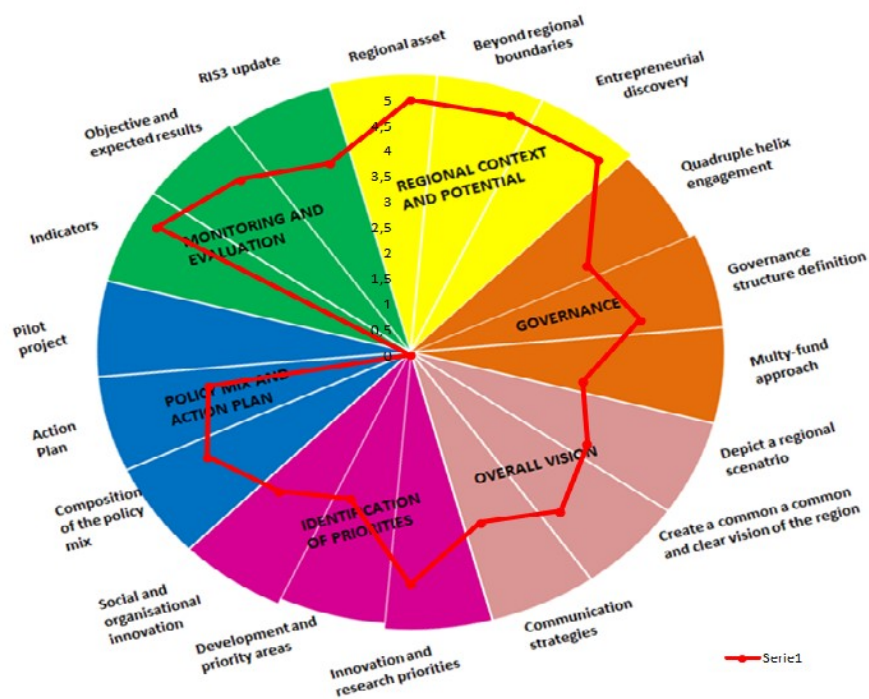 Regional asset
Beyond regional
boundaries
Entrepreneurial
discovery
Quadruple helix
engagement
Governance
structure definition
Multy-fund
approach
Depict a regional
scenatrio
Create a common a common
and clear vision of the region
Communication
strategies
Innovation and
research priorities
Development and
priority areas
Social and
organisational
innovation
Composition
of the policy
mix
Action
Plan
Pilot
project
Indicators
Objective and
expected results
RIS3 update
5
4,5
4
3,5
3
2,5
2
1,5
1
0,5
0
REGIONAL CONTEXT
AND POTENTIAL
GOVERNANCE
OVERALL VISION
IDENTIFICATION
OF PRIORITIES
POLICY MIX AND
ACTION PLAN
MONITORING AND
EVALUATION
Serie1